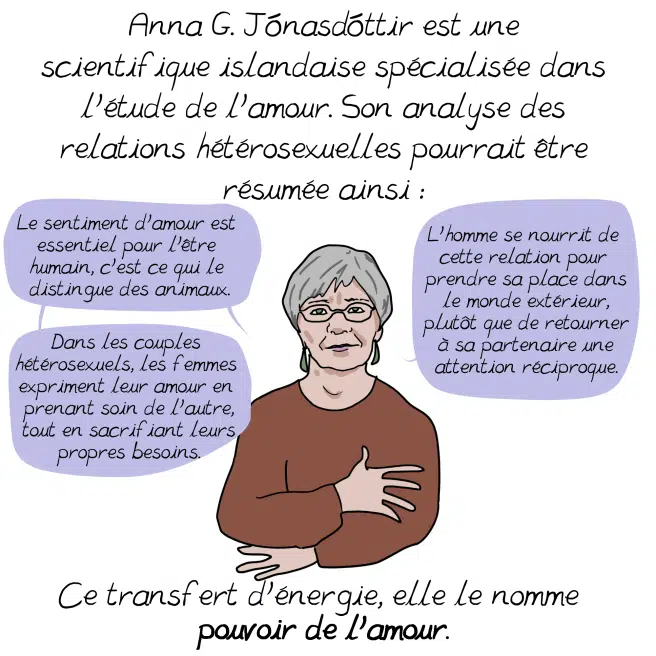 Anna G. Jónasdóttir est une
scientifique islandaise spécialisée dans
l'étude de l'amour. Son analyse des
relations hétérosexuelles pourrait être
résumée ainsi :
Le sentiment d'amour est
essentiel pour l'être
humain, c'est ce qui le
distingue des animaux.
Dans les couples
hétérosexuels, les femmes
expriment leur amour en
prenant soin de l'autre,
tout en sacrifiant leurs
propres besoins.
L'homme se nourrit de
cette relation pour
prendre sa place dans
le monde extérieur,
plutôt que de retourner
à sa partenaire une
attention réciproque.
Ce transfert d'énergie, elle le nomme
pouvoir de l'amour.